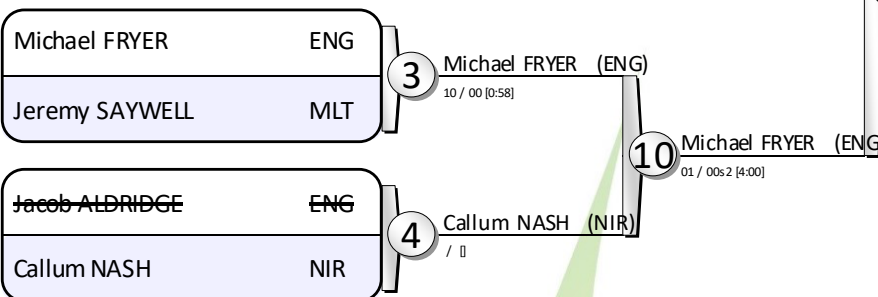 Michael FRYER ENG
Jeremy SAYWELL MLT
3
Michael FRYER (ENG)
10 / 00 [0:58]
Jacob ALDRIDGE ENG
Callum NASH NIR
4
Callum NASH (NIR)
/ []
10
Michael FRYER (ENG
01 / 00s2 [4:00]